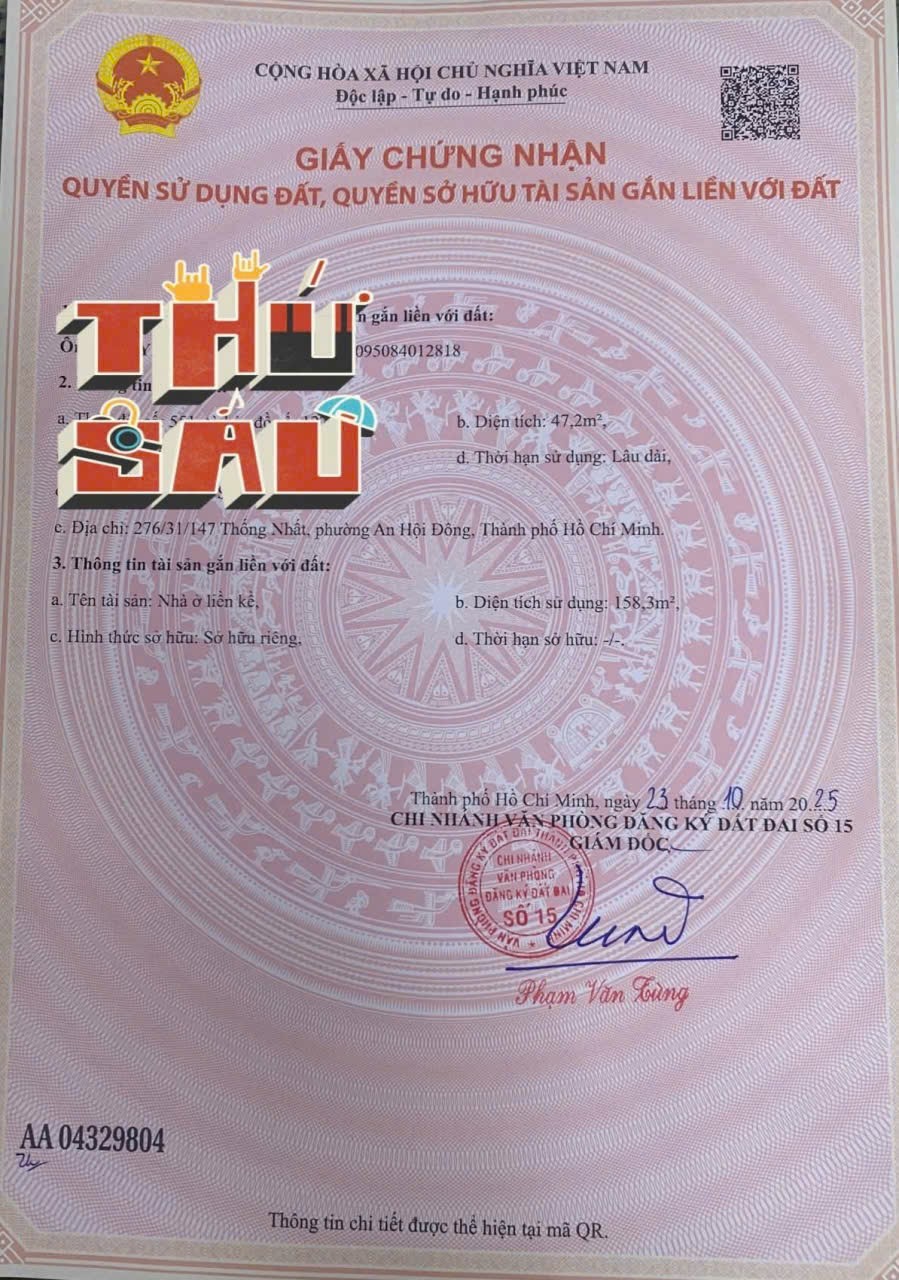 CỘNG HÒA XÃ HỘI CHỦ NGHĨA VIỆT NAM
Độc lập - Tự do - Hạnh phúc
GIẤY CHỨNG NHẬN
QUYỀN SỬ DỤNG ĐẤT, QUYỀN SỞ HỮU TÀI SẢN GẮN LIỀN VỚI ĐẤT
THỨ
SÁU
gắn liền với đất:
095084012818
2.
a. b. Diện tích: 47,2m²,
d. Thời hạn sử dụng: Lâu dài,
e. Địa chỉ: 276/31/147 Thống Nhất, phường An Hội Đông, Thành phố Hồ Chí Minh.
3. Thông tin tài sản gắn liền với đất:
a. Tên tài sản: Nhà ở liền kề, b. Diện tích sử dụng: 158,3m²,
c. Hình thức sở hữu: Sở hữu riêng, d. Thời hạn sở hữu: -/-.
Thành phố Hồ Chí Minh, ngày 23 tháng 10 năm 2025
CHI NHÁNH VĂN PHÒNG ĐĂNG KÝ ĐẤT ĐAI SỐ 15
GIÁM ĐỐC
CHI NHÁNH
VĂN PHÒNG
ĐĂNG KÝ ĐẤT ĐAI
SỐ 15
Phạm Văn Tùng
AA 04329804
Thông tin chi tiết được thể hiện tại mã QR.